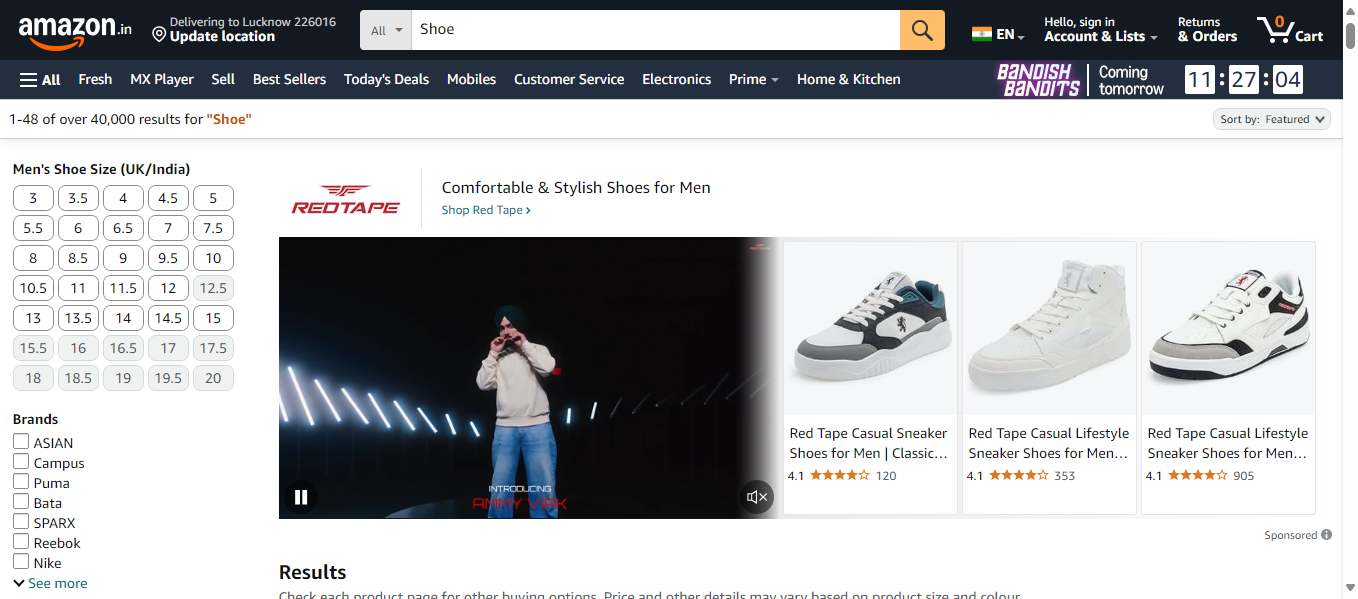 amazon.in
Delivering to Lucknow 226016
Update location
All
Shoe
EN
Hello, sign in
Account & Lists
Returns
& Orders
0
Cart
All
Fresh
MX Player
Sell
Best Sellers
Today's Deals
Mobiles
Customer Service
Electronics
Prime
Home & Kitchen
BANDISH
BANDITS
Coming
tomorrow
11 : 27 : 04
1-48 of over 40,000 results for "Shoe"
Sort by: Featured
Men's Shoe Size (UK/India)
3 3.5 4 4.5 5
5.5 6 6.5 7 7.5
8 8.5 9 9.5 10
10.5 11 11.5 12 12.5
13 13.5 14 14.5 15
15.5 16 16.5 17 17.5
18 18.5 19 19.5 20
Brands
ASIAN
Campus
Puma
Bata
SPARX
Reebok
Nike
See more
REDTAPE
Comfortable & Stylish Shoes for Men
Shop Red Tape ›
REDTAPE
INTRODUCING
AMMY VIRK
Red Tape Casual Sneaker
Shoes for Men | Classic...
4.1 120
Red Tape Casual Lifestyle
Sneaker Shoes for Men...
4.1 353
Red Tape Casual Lifestyle
Sneaker Shoes for Men...
4.1 905
Sponsored
Results
Check each product page for other buying options. Price and other details may vary based on product size and colour.